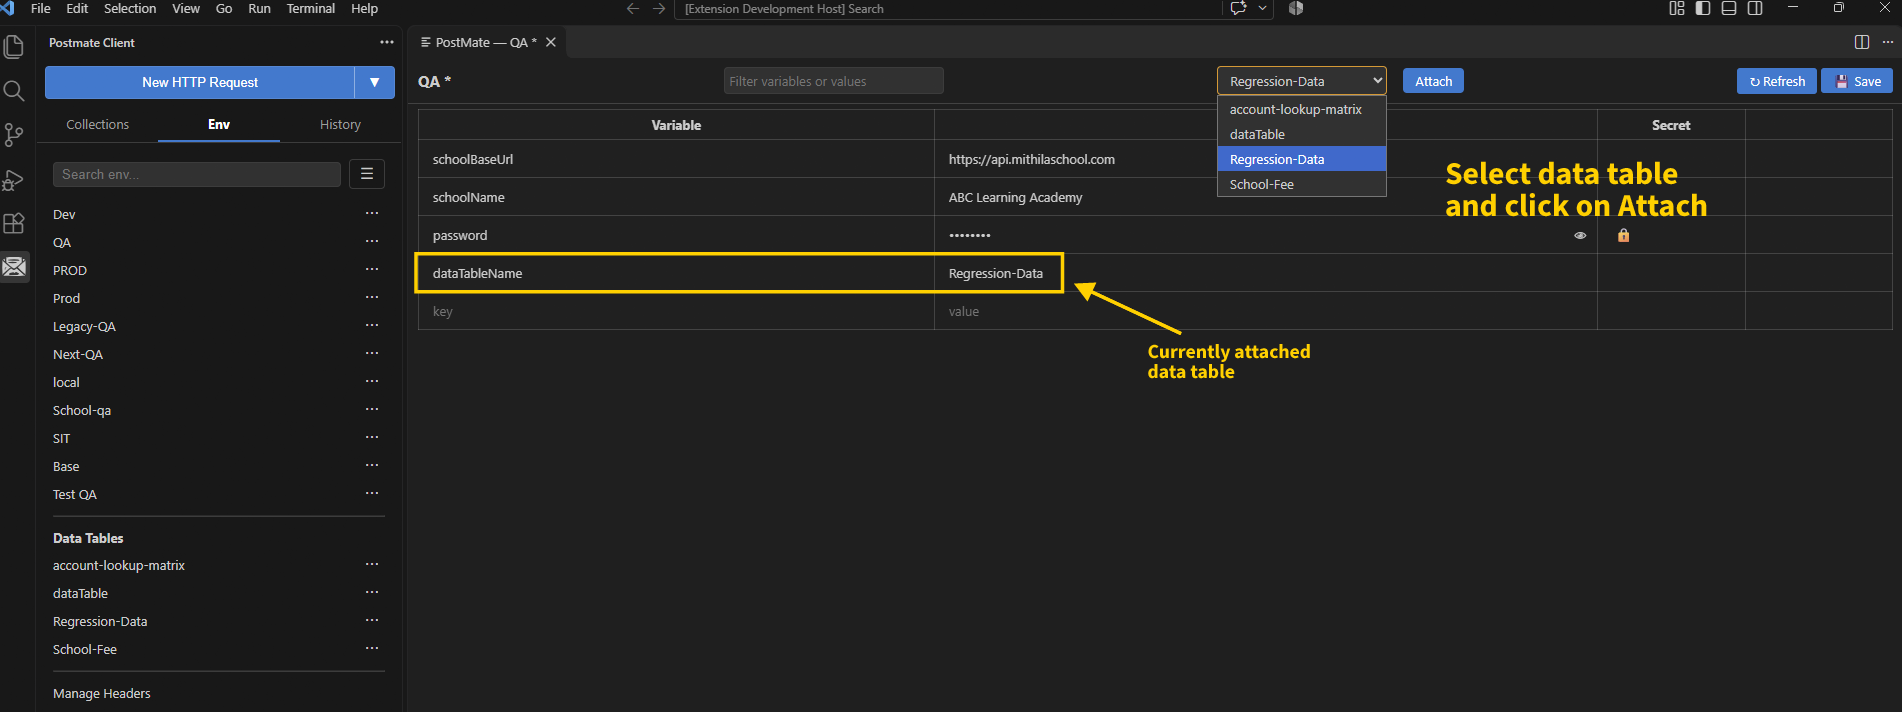 File Edit Selection View Go Run Terminal Help
[Extension Development Host] Search
Postmate Client
New HTTP Request
Collections Env History
Search env...
Dev
QA
PROD
Prod
Legacy-QA
Next-QA
local
School-qa
SIT
Base
Test QA
Data Tables
account-lookup-matrix
dataTable
Regression-Data
School-Fee
Manage Headers
PostMate — QA *
QA *
Filter variables or values
Regression-Data
Attach
Refresh
Save
account-lookup-matrix
dataTable
Regression-Data
School-Fee
Variable Secret
schoolBaseUrl https://api.mithilaschool.com
schoolName ABC Learning Academy
password ••••••••
dataTableName Regression-Data
key value
Select data table
and click on Attach
Currently attached
data table